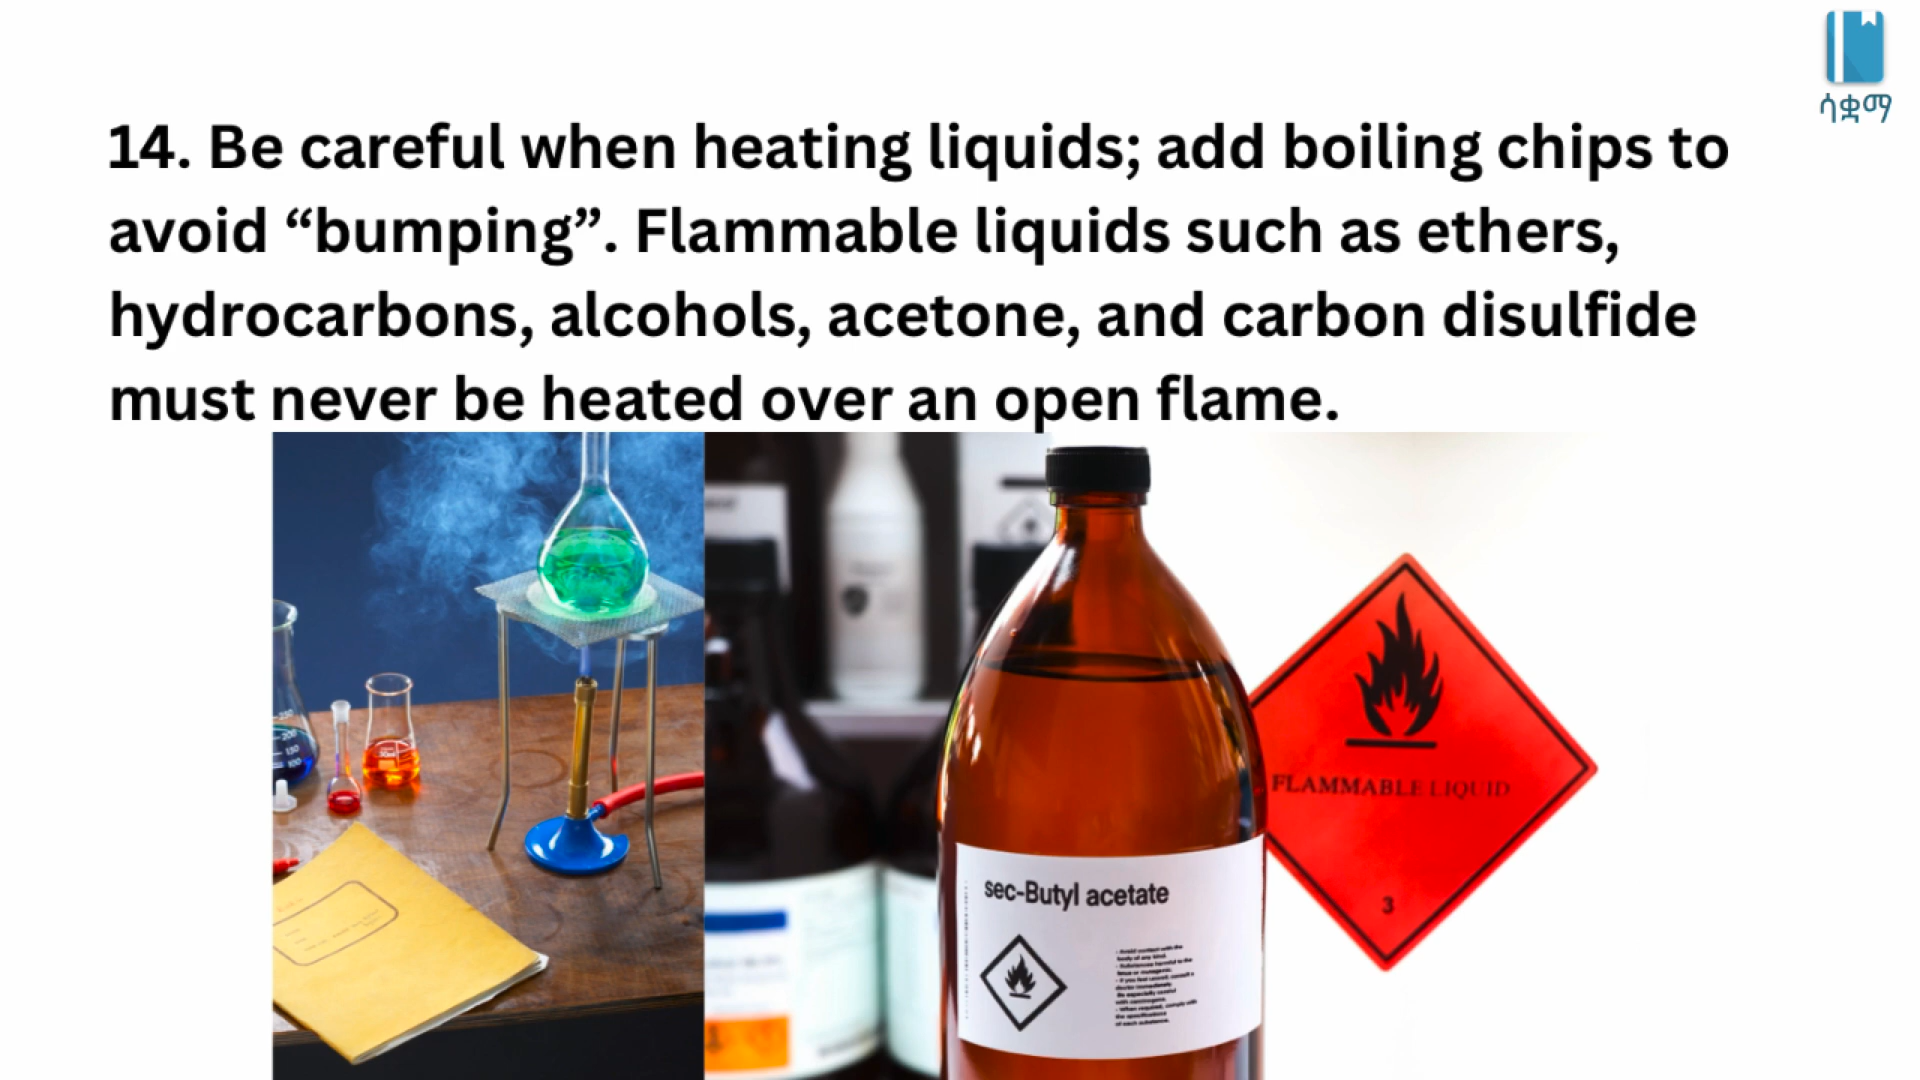 ሳቋማ
14. Be careful when heating liquids; add boiling chips to
avoid “bumping”. Flammable liquids such as ethers,
hydrocarbons, alcohols, acetone, and carbon disulfide
must never be heated over an open flame.
FLAMMABLE LIQUID
3
sec-Butyl acetate